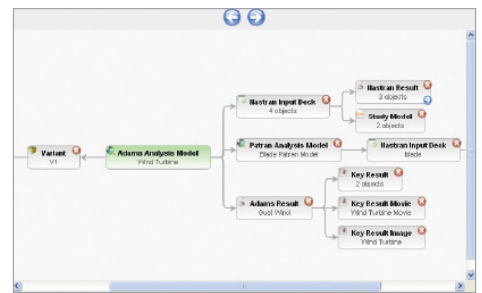 Nastran Result
3 objects
Nastran Input Deck
4 objects
Study Model
2 objects
Variant
V1
Adams Analysis Model
Wind Turbine
Patran Analysis Model
Blade Patran Model
Nastran Input Deck
blade
Key Result
2 objects
Adams Result
Gust Wind
Key Result Movie
Wind Turbine Movie
Key Result Image
Wind Turbine